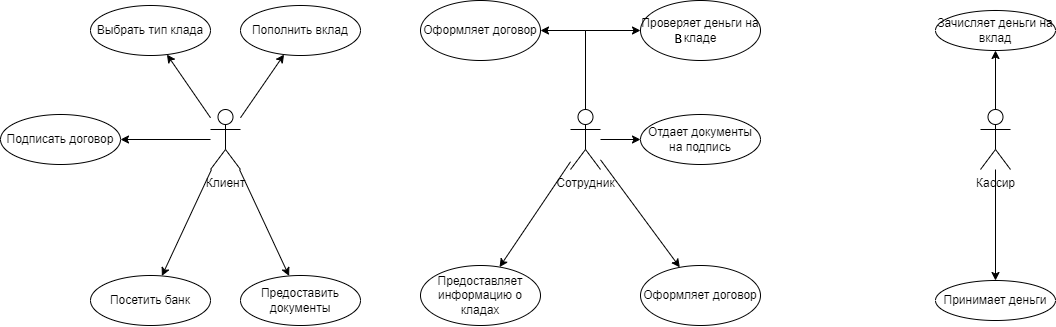 Выбрать тип клада
Пополнить вклад
Подписать договор
Клиент
Посетить банк
Предоставить
документы
Оформляет договор
Проверяет деньги на
В кладе
Отдает документы
на подпись
Сотрудник
Предоставляет
информацию о
кладах
Оформляет договор
Зачисляет деньги на
вклад
Кассир
Принимает деньги